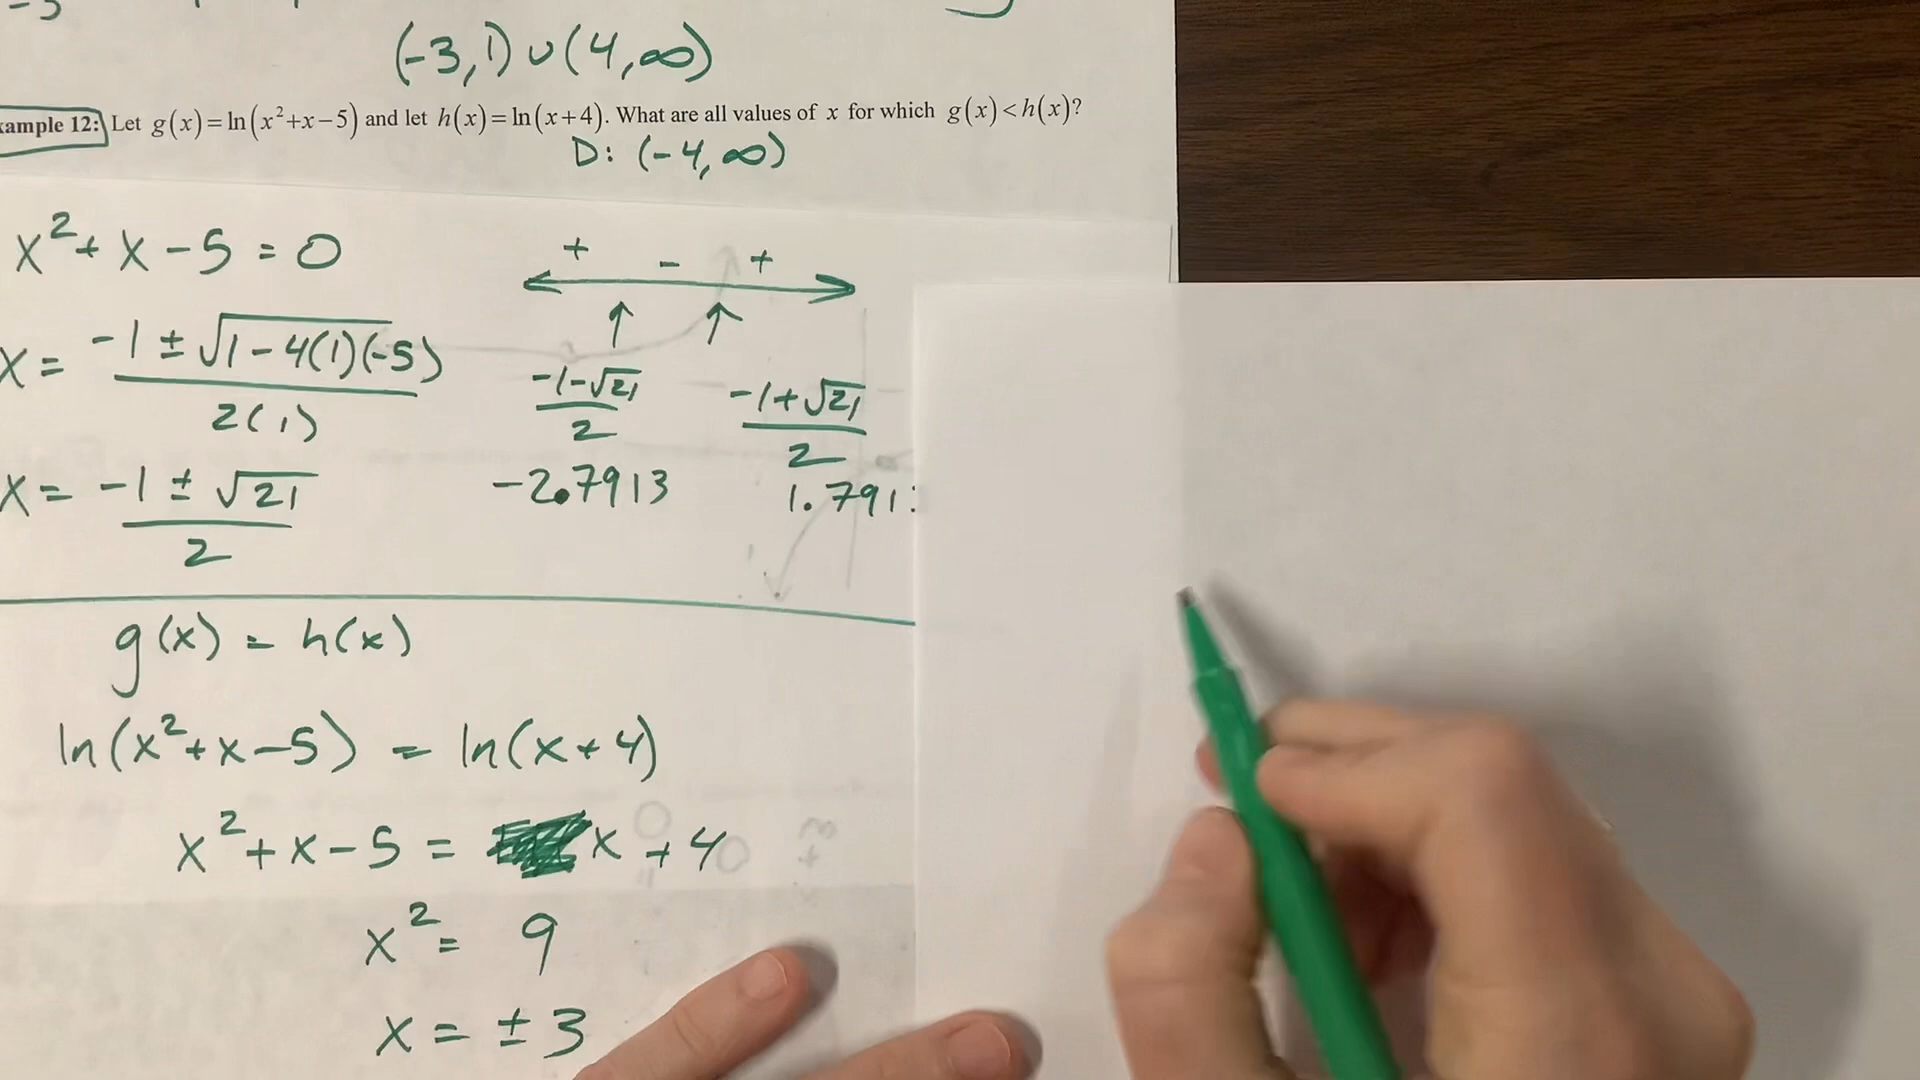 (-3,1) ∪ (4,∞)
ample 12: Let g(x)=ln(x²+x−5) and let h(x)=ln(x+4). What are all values of x for which g(x)<h(x)?
D: (-4,∞)
x² + x - 5 = 0
+ - +
x = (-1 ± √(1-4(1)(-5))) / 2(1)
(-1-√21)/2 (-1+√21)/2
x = (-1 ± √21)/2
-2.7913 1.791
g(x) = h(x)
ln(x²+x-5) = ln(x+4)
x²+x-5 = x+4
x² = 9
x = ±3